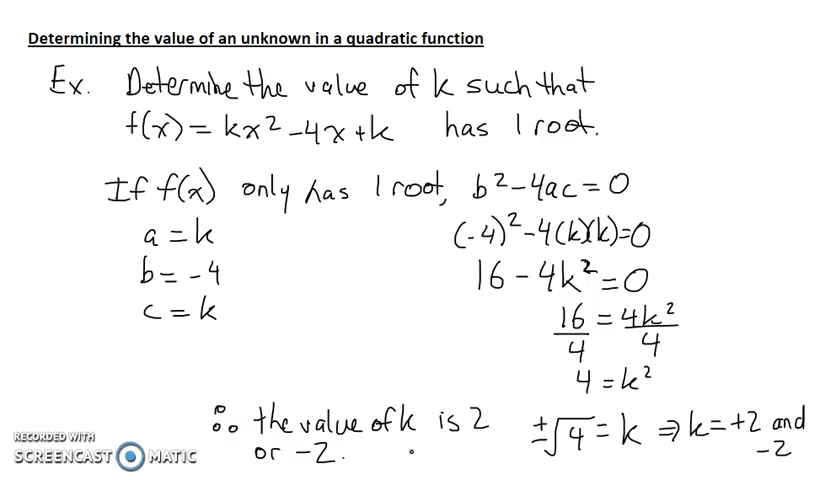 Determining the value of an unknown in a quadratic function
Ex. Determine the value of k such that
f(x) = kx² - 4x + k has 1 root.
If f(x) only has 1 root, b² - 4ac = 0
a = k
b = -4
c = k
(-4)² - 4(k)(k) = 0
16 - 4k² = 0
16/4 = 4k²/4
4 = k²
±√4 = k ⇒ k = +2 and
-2
∴ the value of k is 2
or -2.
RECORDED WITH
SCREENCAST MATIC